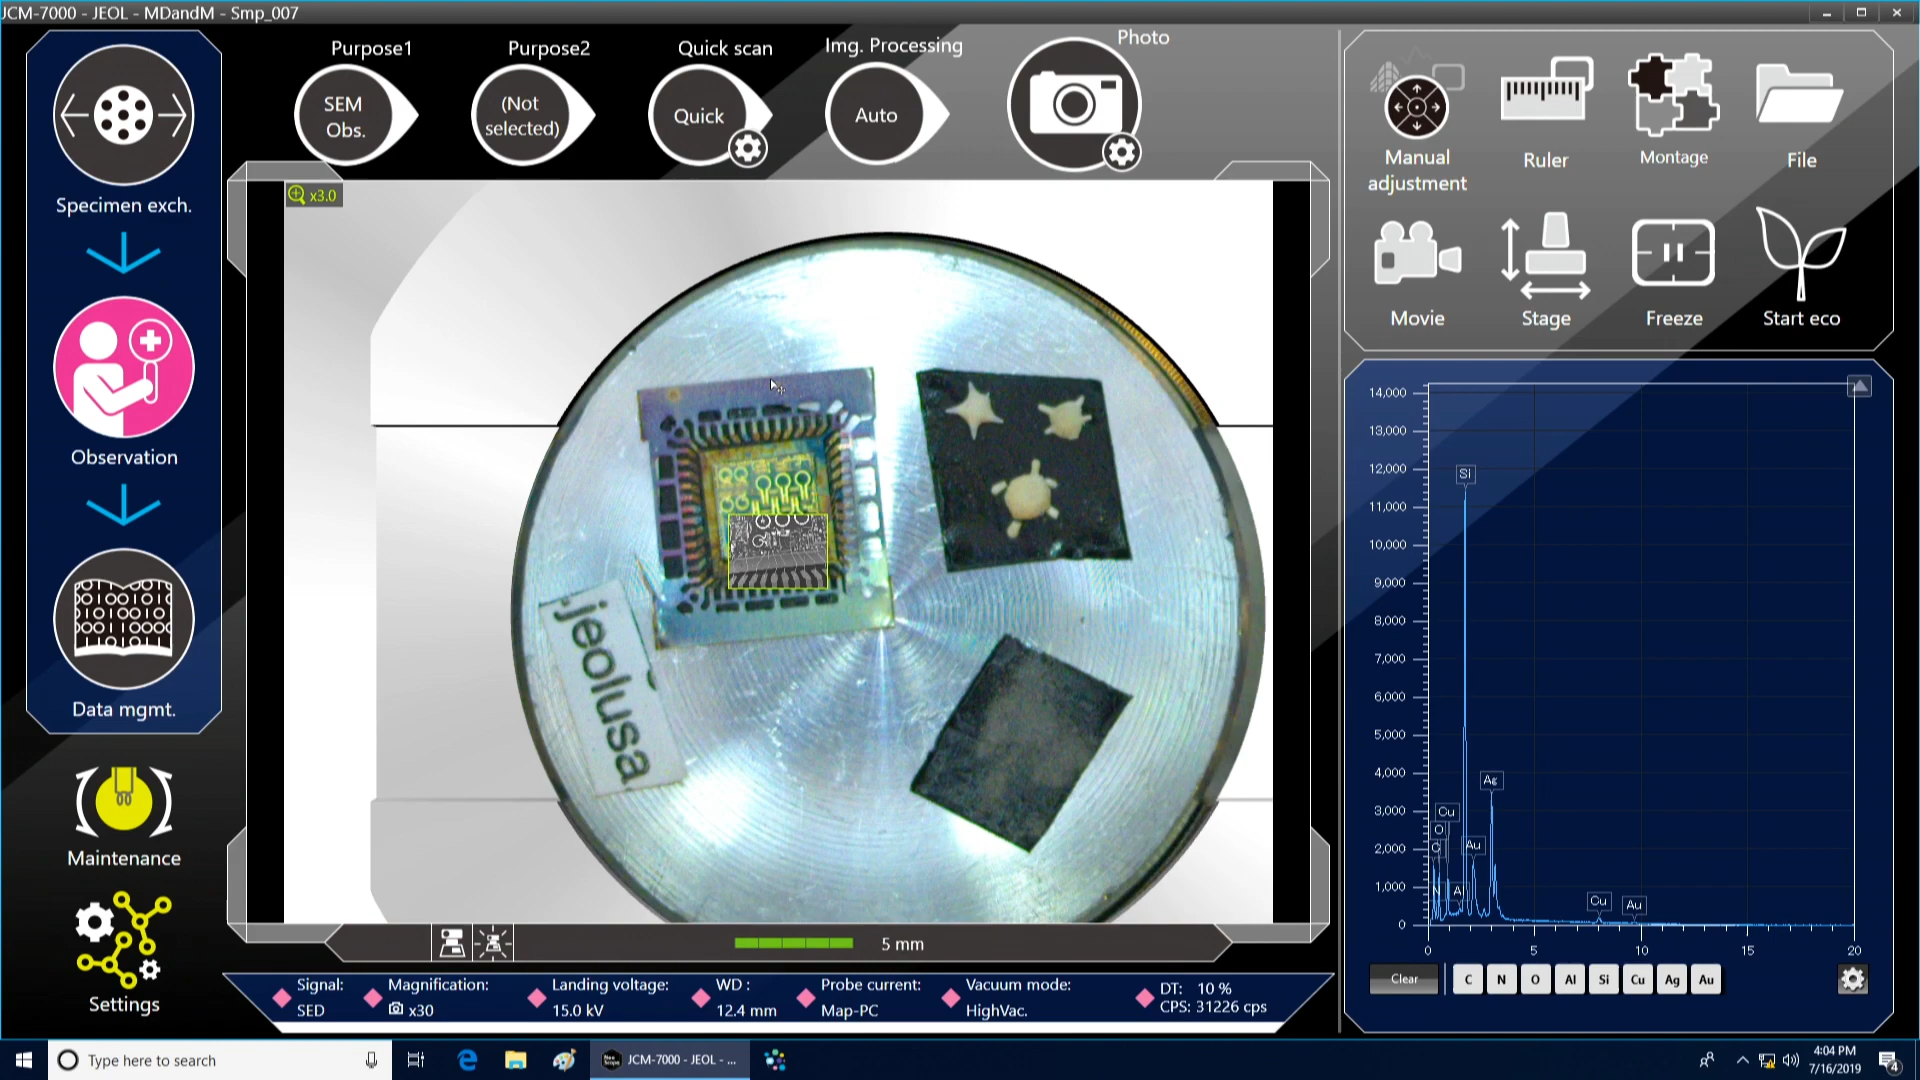 JCM-7000 - JEOL - MDandM - Smp_007
Purpose1
SEM
Obs.
Purpose2
(Not
selected)
Quick scan
Quick
Img. Processing
Auto
Photo
Specimen exch.
Observation
Data mgmt.
Maintenance
Settings
x3.0
jeolusa
5 mm
Manual
adjustment
Ruler
Montage
File
Movie
Stage
Freeze
Start eco
14,000
13,000
12,000
11,000
10,000
9,000
8,000
7,000
6,000
5,000
4,000
3,000
2,000
1,000
0
Si
Ag
Cu
O
C
Au
N
A
Cu
Au
0 5 10 15 20
Clear C N O Al Si Cu Ag Au
Signal:
SED
Magnification:
x30
Landing voltage:
15.0 kV
WD :
12.4 mm
Probe current:
Map-PC
Vacuum mode:
HighVac.
DT: 10 %
CPS: 31226 cps
Type here to search
JCM-7000 - JEOL - ...
4:04 PM
7/16/2019
4